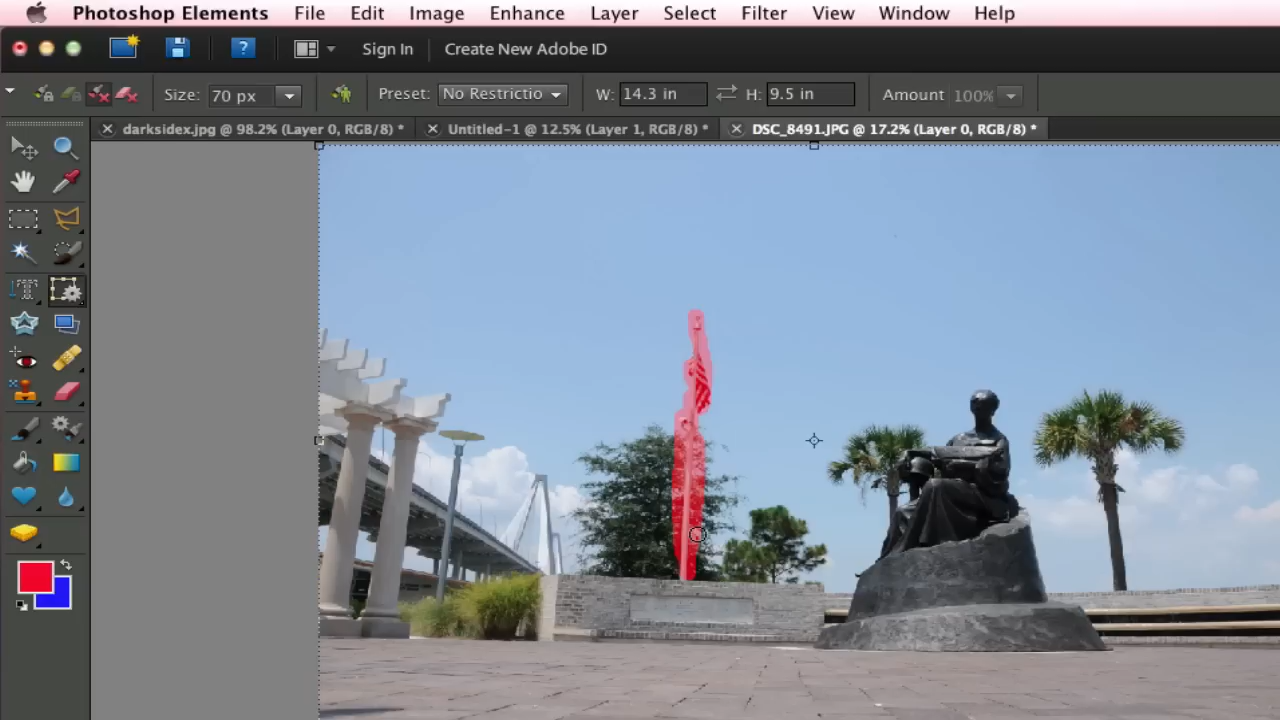 Photoshop Elements File Edit Image Enhance Layer Select Filter View Window Help
? Sign In Create New Adobe ID
Size: 70 px Preset: No Restrictio W: 14.3 in H: 9.5 in Amount 100%
darksidex.jpg @ 98.2% (Layer 0, RGB/8) * Untitled-1 @ 12.5% (Layer 1, RGB/8) * DSC_8491.JPG @ 17.2% (Layer 0, RGB/8) *
T